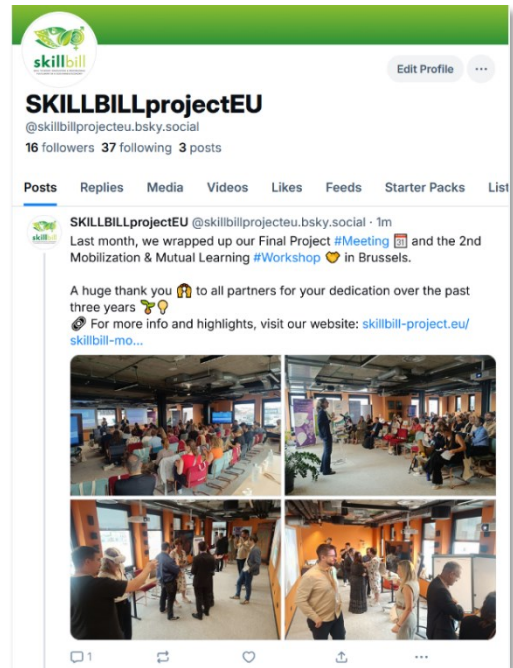 skillbill
Edit Profile
SKILLBILLprojectEU
@skillbillprojecteu.bsky.social
16 followers 37 following 3 posts
Posts Replies Media Videos Likes Feeds Starter Packs List
SKILLBILLprojectEU @skillbillprojecteu.bsky.social · 1m
Last month, we wrapped up our Final Project #Meeting 📅 and the 2nd
Mobilization & Mutual Learning #Workshop 🤝 in Brussels.
A huge thank you 🙌 to all partners for your dedication over the past
three years 🌱💡
🔗 For more info and highlights, visit our website: skillbill-project.eu/
skillbill-mo...
1